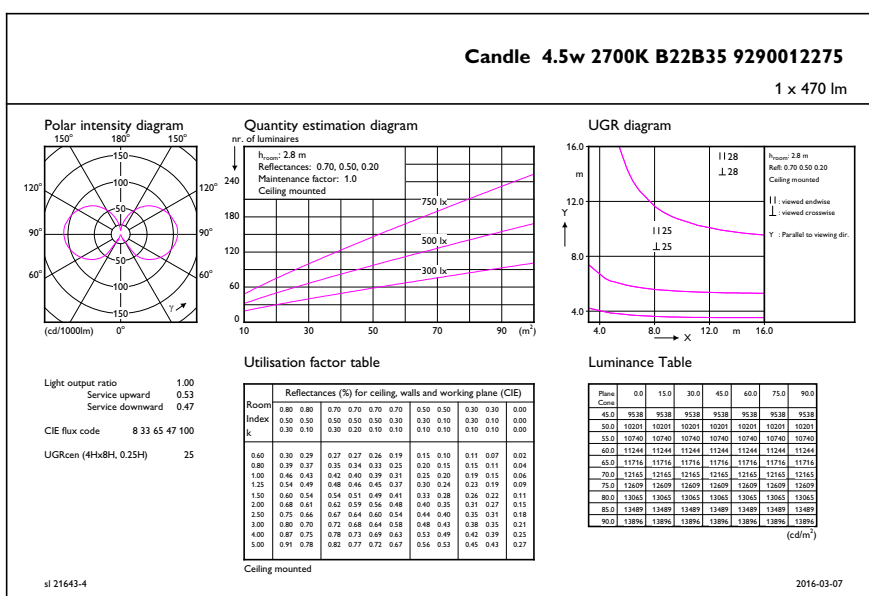 Candle 4.5w 2700K B22B35 9290012275
1 x 470 lm
Polar intensity diagram
150° 180° 150°
120° 120°
90° 90°
60° 60°
150
100
50
50
100
150
γ
(cd/1000lm) 0°
Quantity estimation diagram
nr. of luminaires
hroom: 2.8 m
Reflectances: 0.70, 0.50, 0.20
Maintenance factor: 1.0
Ceiling mounted
240
180
120
60
0
750 lx
500 lx
300 lx
10 30 50 70 90 (m²)
UGR diagram
16.0
m
12.0
Y
8.0
4.0
4.0 8.0 12.0 m 16.0
X
||28
⊥28
||25
⊥25
hroom: 2.8 m
Refl: 0.70 0.50 0.20
Ceiling mounted
|| : viewed endwise
⊥ : viewed crosswise
Y : Parallel to viewing dir.
Light output ratio 1.00
Service upward 0.53
Service downward 0.47
CIE flux code 8 33 65 47 100
UGRcen (4Hx8H, 0.25H) 25
Utilisation factor table
Room Index k
Reflectances (%) for ceiling, walls and working plane (CIE)
0.80 0.80 0.70 0.70 0.70 0.70 0.50 0.50 0.30 0.30 0.00
0.50 0.50 0.50 0.50 0.50 0.30 0.30 0.10 0.30 0.10 0.00
0.30 0.10 0.30 0.20 0.10 0.10 0.10 0.10 0.10 0.10 0.00
0.60 0.30 0.29 0.27 0.27 0.26 0.19 0.15 0.10 0.11 0.07 0.02
0.80 0.39 0.37 0.35 0.34 0.33 0.25 0.20 0.15 0.15 0.11 0.04
1.00 0.46 0.43 0.42 0.40 0.39 0.31 0.25 0.20 0.19 0.15 0.06
1.25 0.54 0.49 0.48 0.46 0.45 0.37 0.30 0.24 0.23 0.19 0.09
1.50 0.60 0.54 0.54 0.51 0.49 0.41 0.33 0.28 0.26 0.22 0.11
2.00 0.68 0.61 0.62 0.59 0.56 0.48 0.40 0.35 0.31 0.27 0.15
2.50 0.75 0.66 0.67 0.64 0.60 0.54 0.44 0.40 0.35 0.31 0.18
3.00 0.80 0.70 0.72 0.68 0.64 0.58 0.48 0.43 0.38 0.35 0.21
4.00 0.87 0.75 0.78 0.73 0.69 0.63 0.53 0.49 0.42 0.39 0.25
5.00 0.91 0.78 0.82 0.77 0.72 0.67 0.56 0.53 0.45 0.43 0.27
Ceiling mounted
Luminance Table
Plane 0.0 15.0 30.0 45.0 60.0 75.0 90.0
Cone
45.0 9538 9538 9538 9538 9538 9538 9538
50.0 10201 10201 10201 10201 10201 10201 10201
55.0 10740 10740 10740 10740 10740 10740 10740
60.0 11244 11244 11244 11244 11244 11244 11244
65.0 11716 11716 11716 11716 11716 11716 11716
70.0 12165 12165 12165 12165 12165 12165 12165
75.0 12609 12609 12609 12609 12609 12609 12609
80.0 13065 13065 13065 13065 13065 13065 13065
85.0 13489 13489 13489 13489 13489 13489 13489
90.0 13896 13896 13896 13896 13896 13896 13896
(cd/m²)
sl 21643-4
2016-03-07